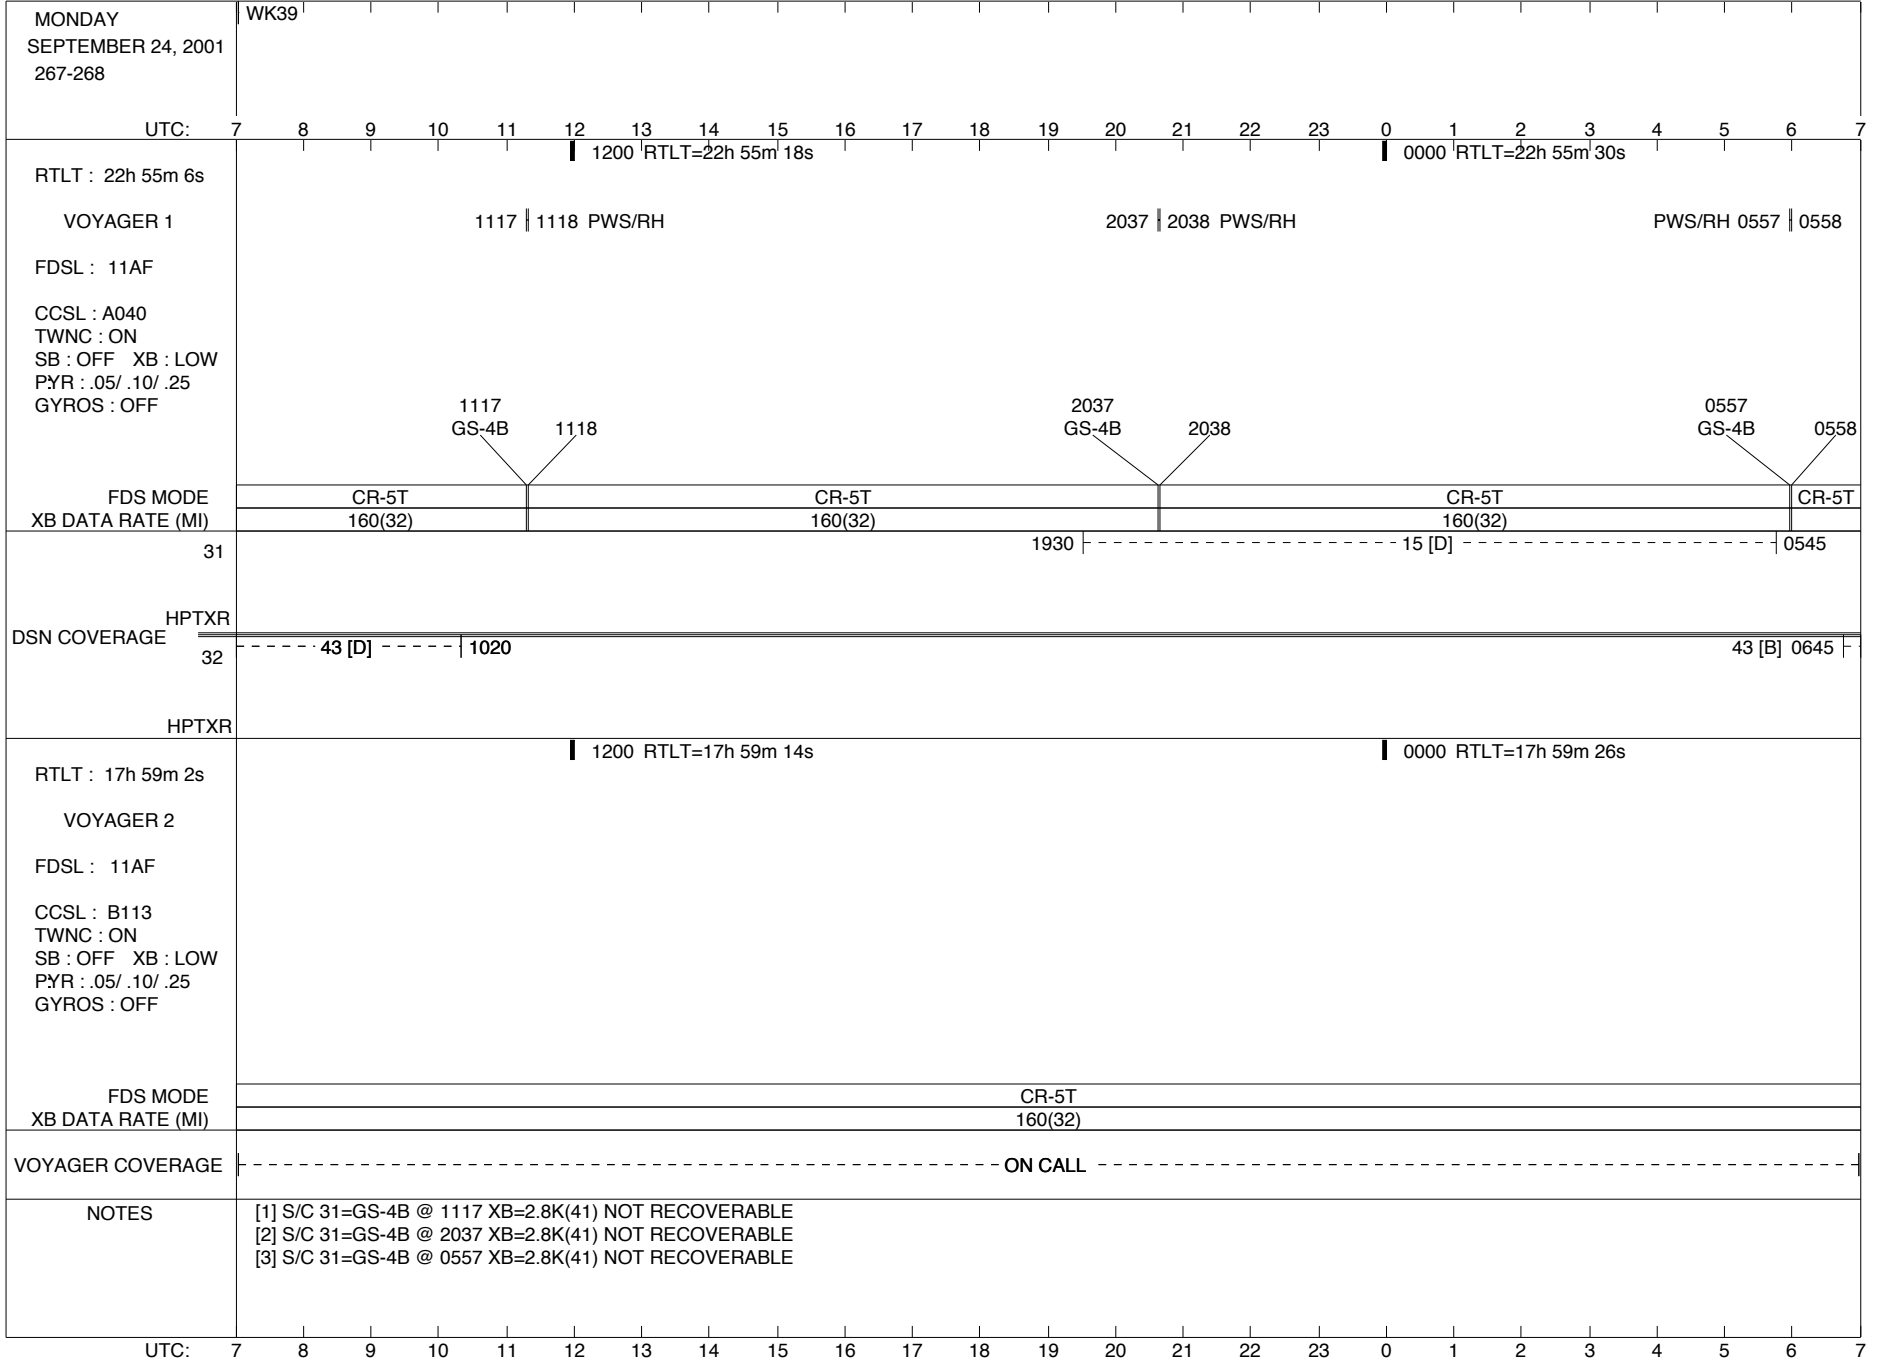 MONDAY
SEPTEMBER 24, 2001
267-268
WK39
UTC: 7 8 9 10 11 12 13 14 15 16 17 18 19 20 21 22 23 0 1 2 3 4 5 6 7
1200 RTLT=22h 55m 18s 0000 RTLT=22h 55m 30s
RTLT : 22h 55m 6s
VOYAGER 1 1117 1118 PWS/RH 2037 2038 PWS/RH PWS/RH 0557 0558
FDSL : 11AF
CCSL : A040
TWNC : ON
SB : OFF XB : LOW
P:YR : .05/ .10/ .25
GYROS : OFF
1117 2037 0557
GS-4B 1118 GS-4B 2038 GS-4B 0558
FDS MODE CR-5T CR-5T CR-5T CR-5T
XB DATA RATE (MI) 160(32) 160(32) 160(32)
31 1930 15 [D] 0545
HPTXR
DSN COVERAGE
32 43 [D] 1020 43 [B] 0645
HPTXR
1200 RTLT=17h 59m 14s 0000 RTLT=17h 59m 26s
RTLT : 17h 59m 2s
VOYAGER 2
FDSL : 11AF
CCSL : B113
TWNC : ON
SB : OFF XB : LOW
P:YR : .05/ .10/ .25
GYROS : OFF
FDS MODE CR-5T
XB DATA RATE (MI) 160(32)
VOYAGER COVERAGE ON CALL
NOTES [1] S/C 31=GS-4B @ 1117 XB=2.8K(41) NOT RECOVERABLE
[2] S/C 31=GS-4B @ 2037 XB=2.8K(41) NOT RECOVERABLE
[3] S/C 31=GS-4B @ 0557 XB=2.8K(41) NOT RECOVERABLE
UTC: 7 8 9 10 11 12 13 14 15 16 17 18 19 20 21 22 23 0 1 2 3 4 5 6 7